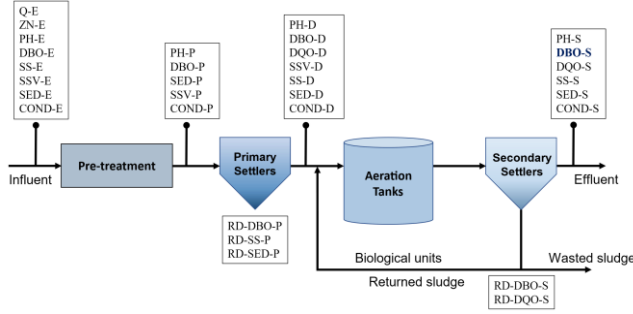 Q-E
ZN-E
PH-E
DBO-E
SS-E
SSV-E
SED-E
COND-E
PH-P
DBO-P
SED-P
SSV-P
COND-P
PH-D
DBO-D
DQO-D
SSV-D
SS-D
SED-D
COND-D
PH-S
DBO-S
DQO-S
SS-S
SED-S
COND-S
Influent
Pre-treatment
Primary
Settlers
Aeration
Tanks
Secondary
Settlers
Effluent
RD-DBO-P
RD-SS-P
RD-SED-P
Biological units
Returned sludge
Wasted sludge
RD-DBO-S
RD-DQO-S